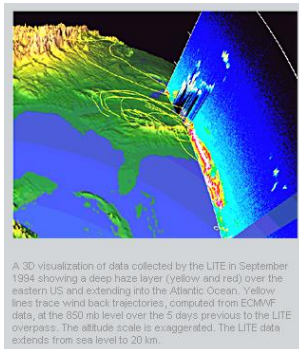 A 3D visualization of data collected by the LITE in September
1994 showing a deep haze layer (yellow and red) over the
eastern US and extending into the Atlantic Ocean. Yellow
lines trace wind back trajectories, computed from ECMWF
data, at the 850 mb level over the 5 days previous to the LITE
overpass. The altitude scale is exaggerated. The LITE data
extends from sea level to 20 km.